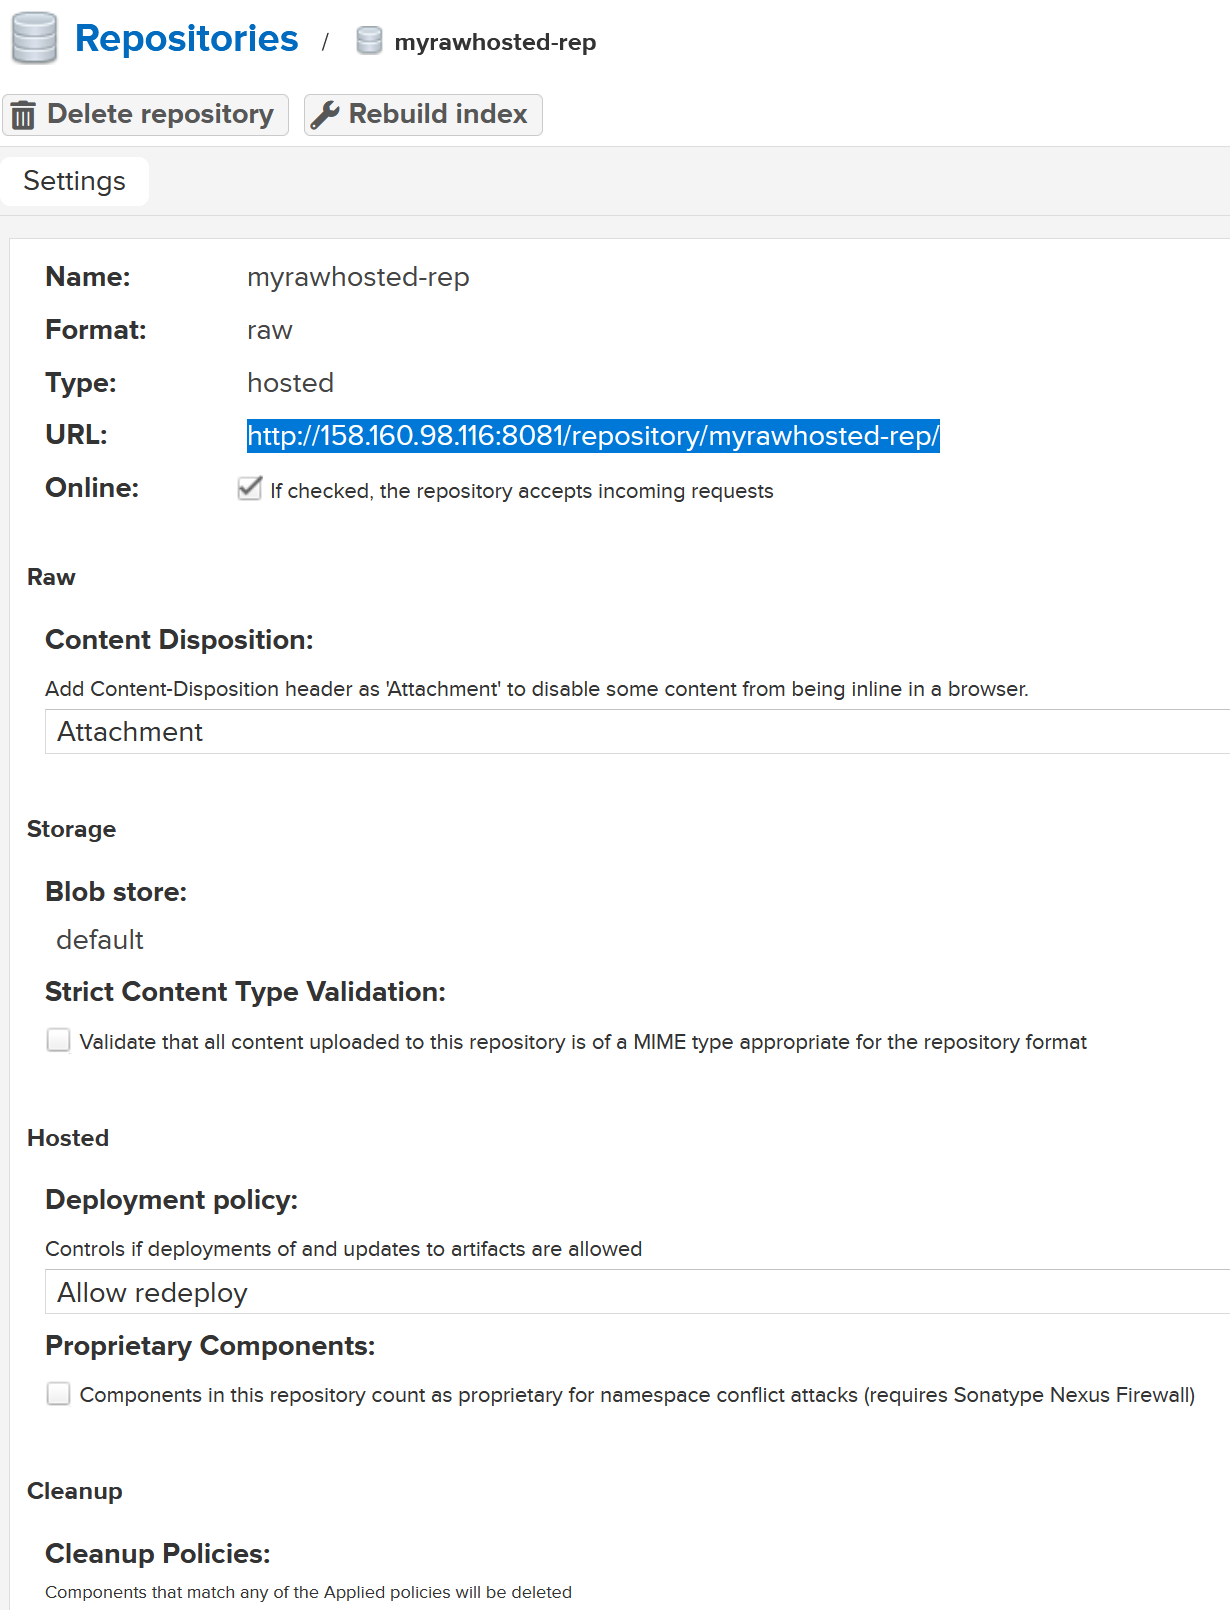 Repositories / myrawhosted-rep
Delete repository Rebuild index
Settings
Name: myrawhosted-rep
Format: raw
Type: hosted
URL: http://158.160.98.116:8081/repository/myrawhosted-rep/
Online: If checked, the repository accepts incoming requests
Raw
Content Disposition:
Add Content-Disposition header as 'Attachment' to disable some content from being inline in a browser.
Attachment
Storage
Blob store:
default
Strict Content Type Validation:
Validate that all content uploaded to this repository is of a MIME type appropriate for the repository format
Hosted
Deployment policy:
Controls if deployments of and updates to artifacts are allowed
Allow redeploy
Proprietary Components:
Components in this repository count as proprietary for namespace conflict attacks (requires Sonatype Nexus Firewall)
Cleanup
Cleanup Policies:
Components that match any of the Applied policies will be deleted